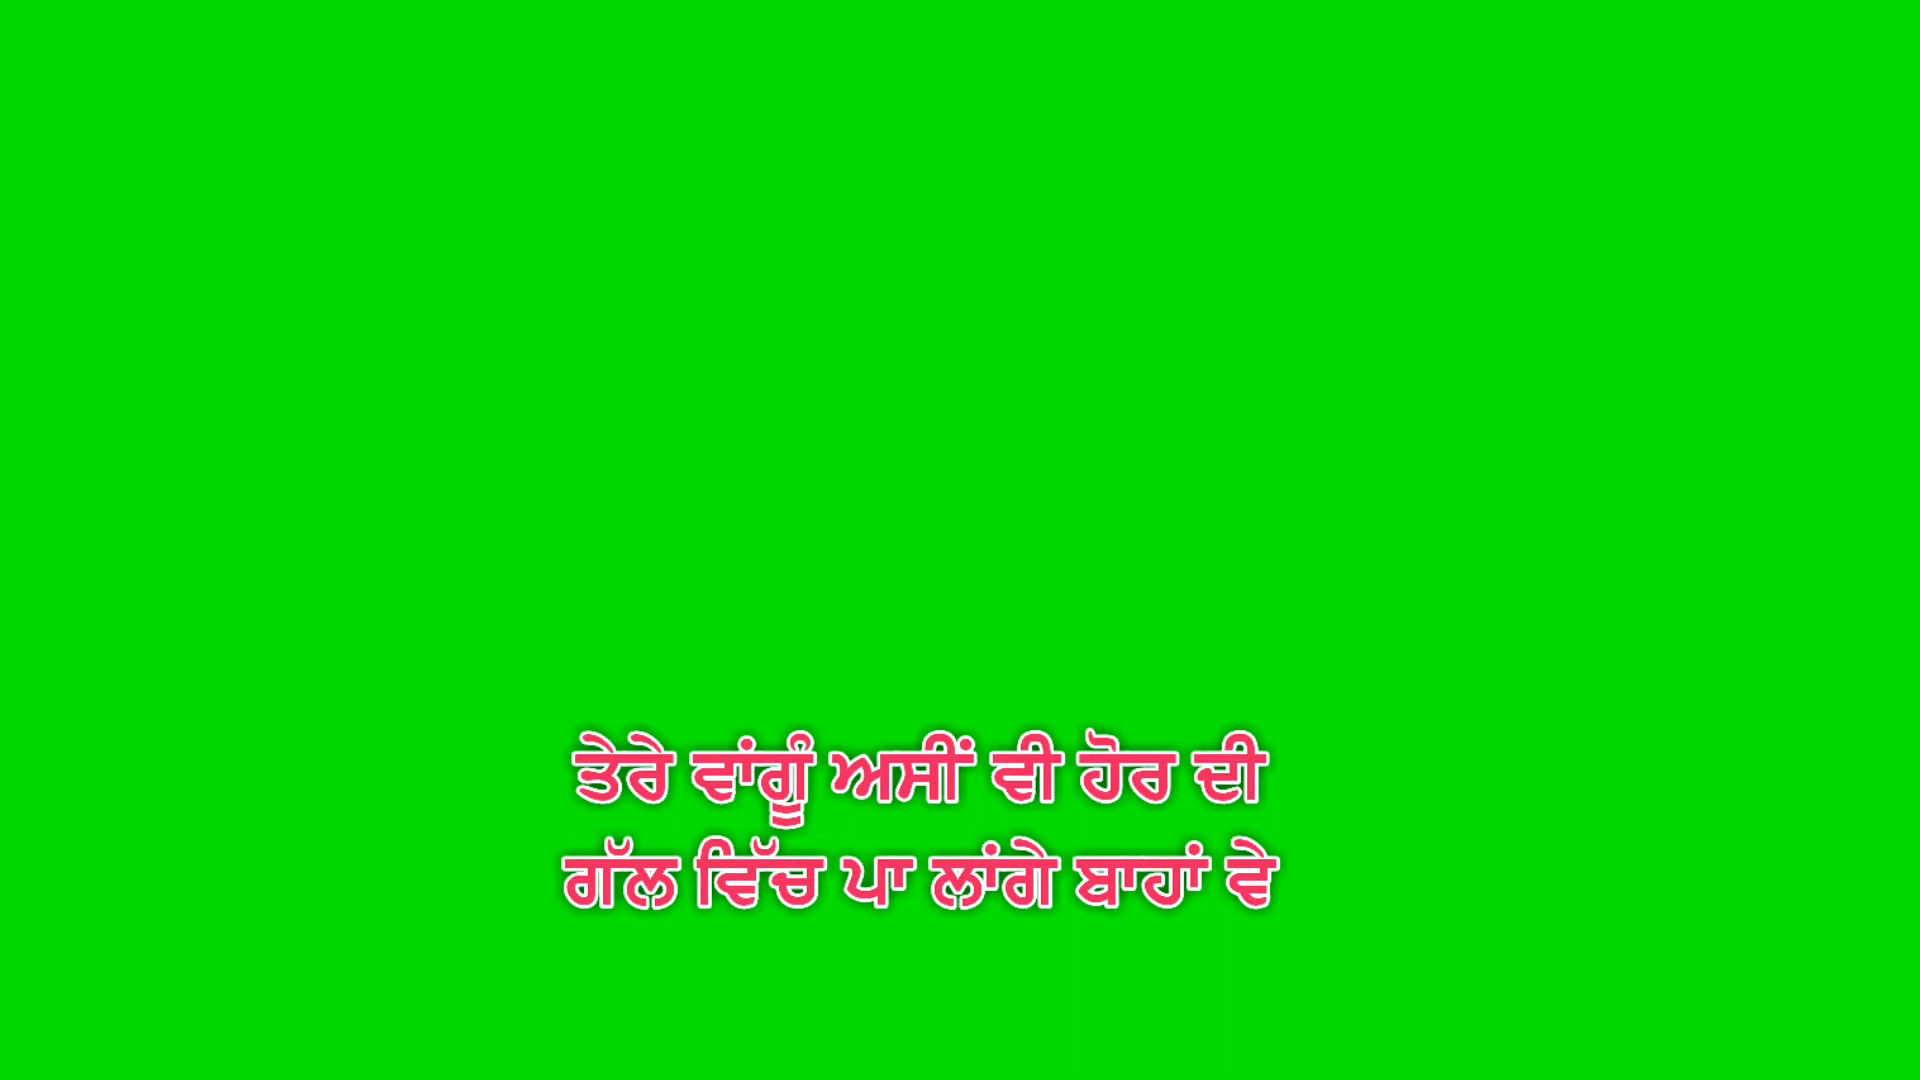 ਤੇਰੇ ਵਾਂਗੂੰ ਅਸੀਂ ਵੀ ਹੋਰ ਦੀ
ਗੱਲ ਵਿੱਚ ਪਾ ਲਾਂਗੇ ਬਾਹਾਂ ਵੇ